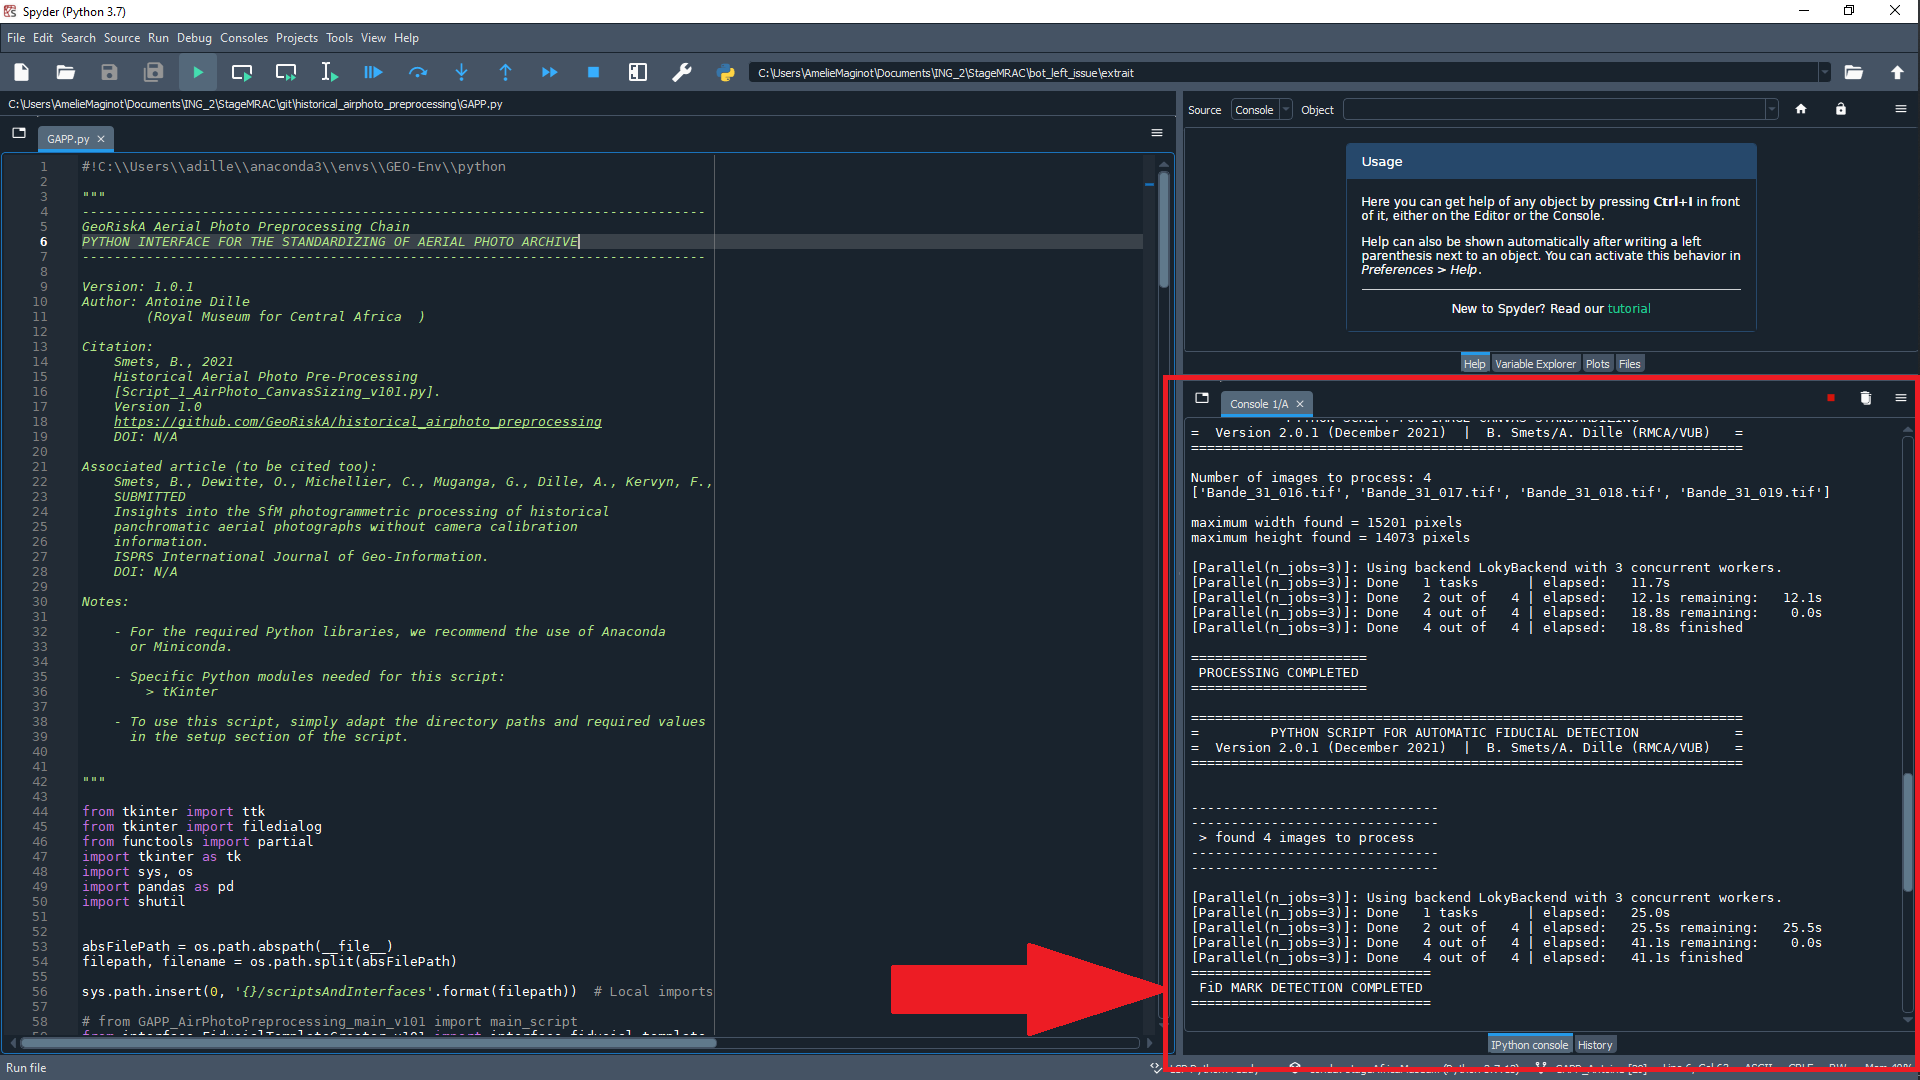 Spyder (Python 3.7)
File Edit Search Source Run Debug Consoles Projects Tools View Help
C:\Users\AmelieMaginot\Documents\ING_2\StageMRAC\bot_left_issue\extrait
C:\Users\AmelieMaginot\Documents\ING_2\StageMRAC\git\historical_airphoto_preprocessing\GAPP.py
GAPP.py
1 #!C:\\Users\\adille\\anaconda3\\envs\\GEO-Env\\python
2
3 """
4 ------------------------------------------------------------------------------
5 GeoRiskA Aerial Photo Preprocessing Chain
6 PYTHON INTERFACE FOR THE STANDARDIZING OF AERIAL PHOTO ARCHIVE
7 ------------------------------------------------------------------------------
8
9 Version: 1.0.1
10 Author: Antoine Dille
11 (Royal Museum for Central Africa )
12
13 Citation:
14 Smets, B., 2021
15 Historical Aerial Photo Pre-Processing
16 [Script_1_AirPhoto_CanvasSizing_v101.py].
17 Version 1.0
18 https://github.com/GeoRiskA/historical_airphoto_preprocessing
19 DOI: N/A
20
21 Associated article (to be cited too):
22 Smets, B., Dewitte, O., Michellier, C., Muganga, G., Dille, A., Kervyn, F.,
23 SUBMITTED
24 Insights into the SfM photogrammetric processing of historical
25 panchromatic aerial photographs without camera calibration
26 information.
27 ISPRS International Journal of Geo-Information.
28 DOI: N/A
29
30 Notes:
31
32 - For the required Python libraries, we recommend the use of Anaconda
33 or Miniconda.
34
35 - Specific Python modules needed for this script:
36 > tKinter
37
38 - To use this script, simply adapt the directory paths and required values
39 in the setup section of the script.
40
41
42 """
43
44 from tkinter import ttk
45 from tkinter import filedialog
46 from functools import partial
47 import tkinter as tk
48 import sys, os
49 import pandas as pd
50 import shutil
51
52
53 absFilePath = os.path.abspath(__file__)
54 filepath, filename = os.path.split(absFilePath)
55
56 sys.path.insert(0, '{}/scriptsAndInterfaces'.format(filepath)) # Local imports
57
58 # from GAPP_AirPhotoPreprocessing_main_v101 import main_script
Source Console Object
Usage
Here you can get help of any object by pressing Ctrl+I in front
of it, either on the Editor or the Console.
Help can also be shown automatically after writing a left
parenthesis next to an object. You can activate this behavior in
Preferences > Help.
New to Spyder? Read our tutorial
Help Variable Explorer Plots Files
Console 1/A
= Version 2.0.1 (December 2021) | B. Smets/A. Dille (RMCA/VUB) =
=====================================================================
Number of images to process: 4
['Bande_31_016.tif', 'Bande_31_017.tif', 'Bande_31_018.tif', 'Bande_31_019.tif']
maximum width found = 15201 pixels
maximum height found = 14073 pixels
[Parallel(n_jobs=3)]: Using backend LokyBackend with 3 concurrent workers.
[Parallel(n_jobs=3)]: Done 1 tasks | elapsed: 11.7s
[Parallel(n_jobs=3)]: Done 2 out of 4 | elapsed: 12.1s remaining: 12.1s
[Parallel(n_jobs=3)]: Done 4 out of 4 | elapsed: 18.8s remaining: 0.0s
[Parallel(n_jobs=3)]: Done 4 out of 4 | elapsed: 18.8s finished
======================
PROCESSING COMPLETED
======================
=====================================================================
= PYTHON SCRIPT FOR AUTOMATIC FIDUCIAL DETECTION =
= Version 2.0.1 (December 2021) | B. Smets/A. Dille (RMCA/VUB) =
=====================================================================
-------------------------------
-------------------------------
> found 4 images to process
-------------------------------
-------------------------------
[Parallel(n_jobs=3)]: Using backend LokyBackend with 3 concurrent workers.
[Parallel(n_jobs=3)]: Done 1 tasks | elapsed: 25.0s
[Parallel(n_jobs=3)]: Done 2 out of 4 | elapsed: 25.5s remaining: 25.5s
[Parallel(n_jobs=3)]: Done 4 out of 4 | elapsed: 41.1s remaining: 0.0s
[Parallel(n_jobs=3)]: Done 4 out of 4 | elapsed: 41.1s finished
==============================
FiD MARK DETECTION COMPLETED
==============================
IPython console History
Run file